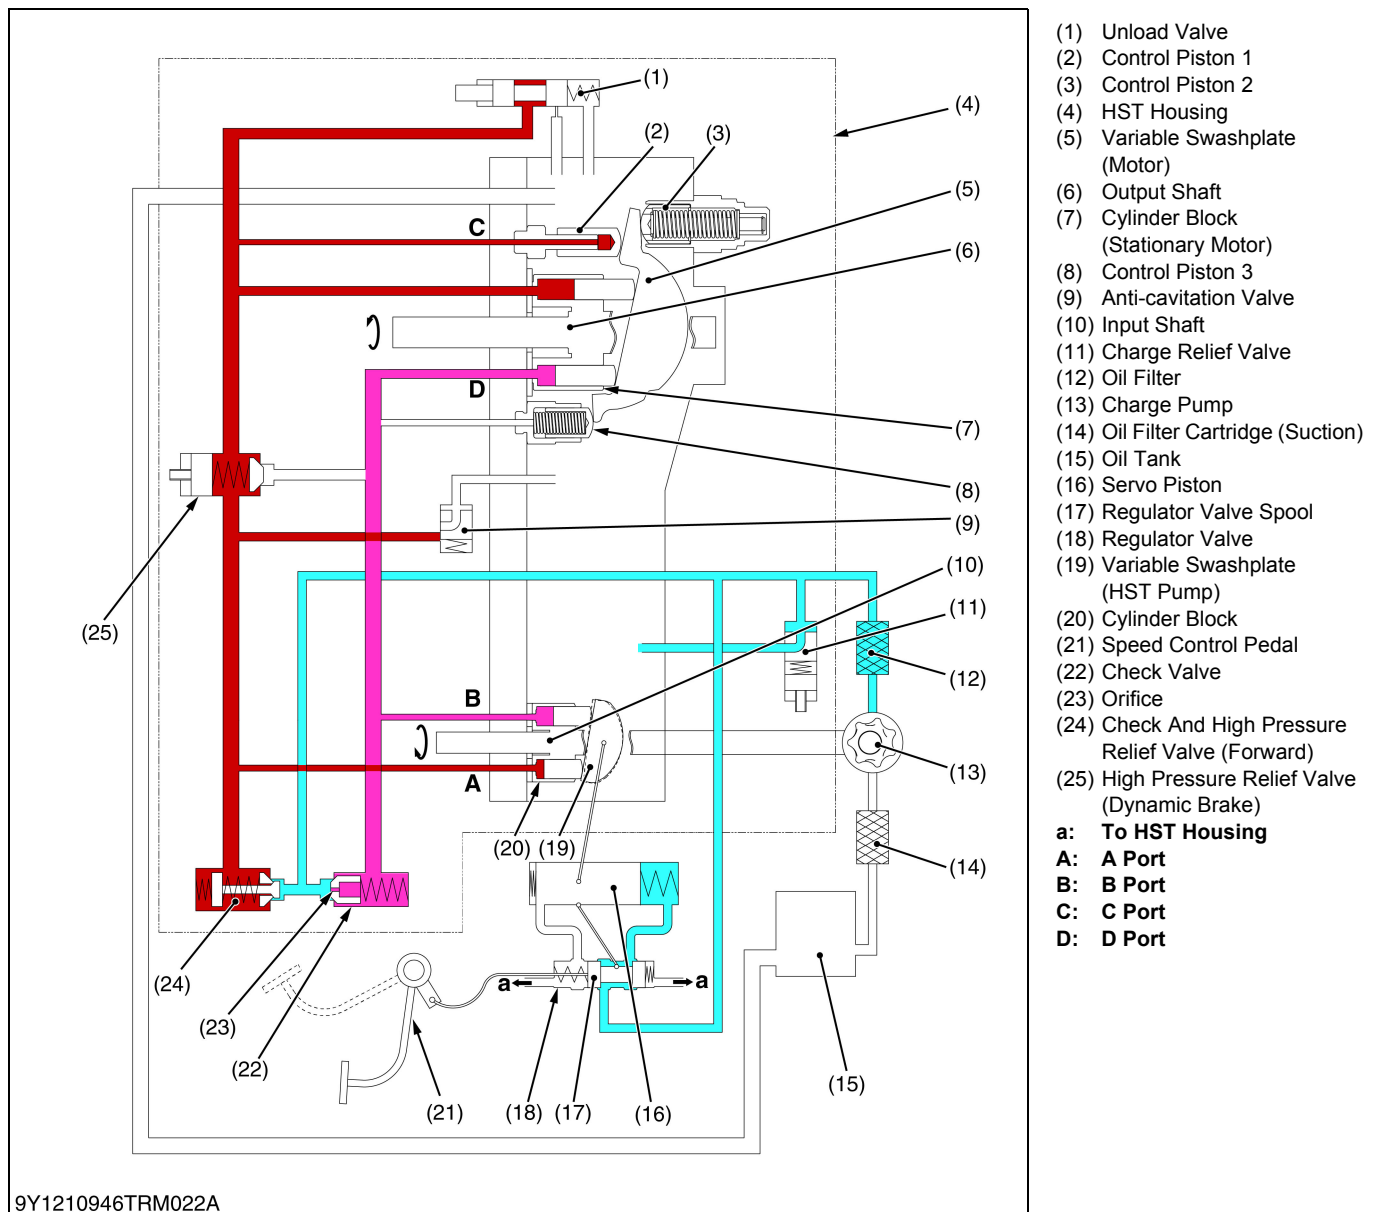 (1)
(2)
(3)
(4)
C
(5)
(6)
D
(7)
(8)
(9)
(10)
(11)
(25)
(12)
B
A
(13)
(20) (19)
(14)
(24)
a
a
(23)
(22)
(21)
(18)
(17)
(16)
(15)
9Y1210946TRM022A
(1) Unload Valve
(2) Control Piston 1
(3) Control Piston 2
(4) HST Housing
(5) Variable Swashplate
(Motor)
(6) Output Shaft
(7) Cylinder Block
(Stationary Motor)
(8) Control Piston 3
(9) Anti-cavitation Valve
(10) Input Shaft
(11) Charge Relief Valve
(12) Oil Filter
(13) Charge Pump
(14) Oil Filter Cartridge (Suction)
(15) Oil Tank
(16) Servo Piston
(17) Regulator Valve Spool
(18) Regulator Valve
(19) Variable Swashplate
(HST Pump)
(20) Cylinder Block
(21) Speed Control Pedal
(22) Check Valve
(23) Orifice
(24) Check And High Pressure
Relief Valve (Forward)
(25) High Pressure Relief Valve
(Dynamic Brake)
a: To HST Housing
A: A Port
B: B Port
C: C Port
D: D Port